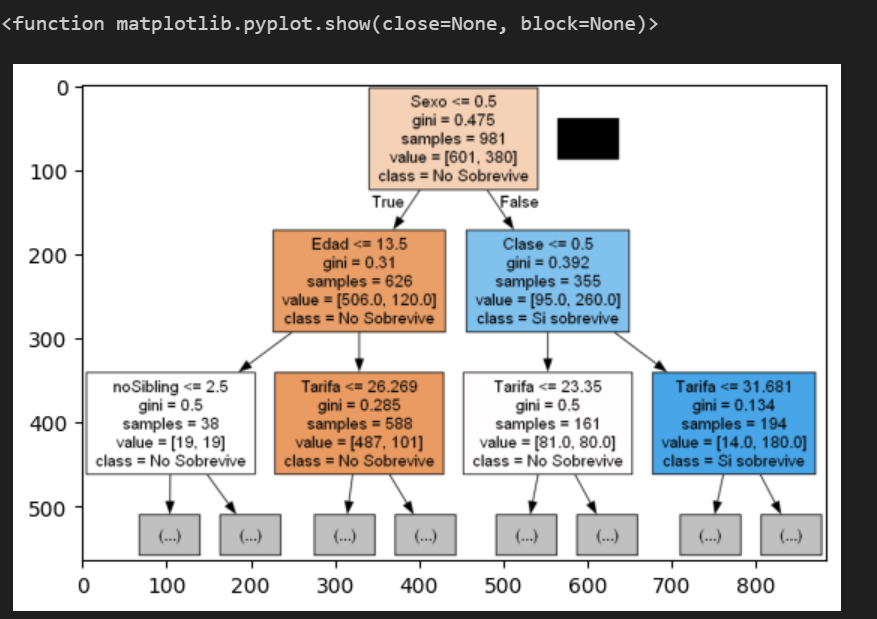 <function matplotlib.pyplot.show(close=None, block=None)>
0
Sexo <= 0.5
gini = 0.475
samples = 981
value = [601, 380]
class = No Sobrevive
100
True
False
200
Edad <= 13.5
gini = 0.31
samples = 626
value = [506.0, 120.0]
class = No Sobrevive
Clase <= 0.5
gini = 0.392
samples = 355
value = [95.0, 260.0]
class = Si sobrevive
300
noSibling <= 2.5
gini = 0.5
samples = 38
value = [19, 19]
class = No Sobrevive
Tarifa <= 26.269
gini = 0.285
samples = 588
value = [487, 101]
class = No Sobrevive
Tarifa <= 23.35
gini = 0.5
samples = 161
value = [81.0, 80.0]
class = No Sobrevive
Tarifa <= 31.681
gini = 0.134
samples = 194
value = [14.0, 180.0]
class = Si sobrevive
400
500
(...)
(...)
(...)
(...)
(...)
(...)
(...)
(...)
0 100 200 300 400 500 600 700 800